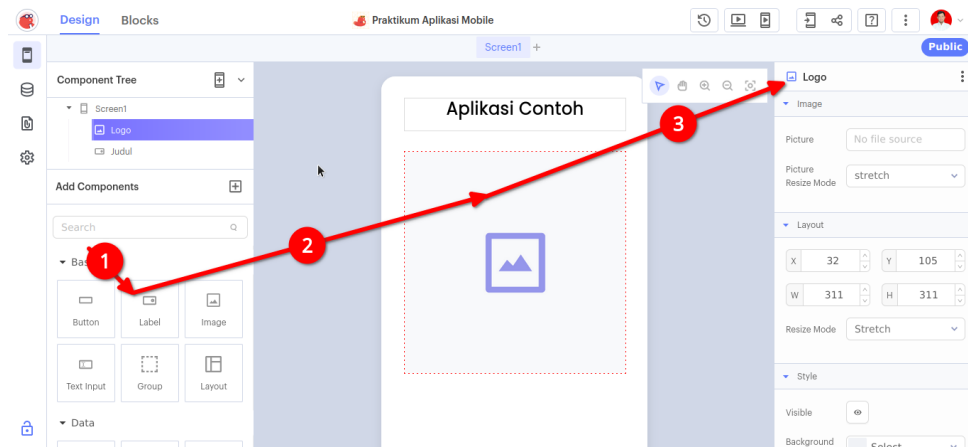 Design Blocks Praktikum Aplikasi Mobile
Screen1 +
Public
Component Tree
Screen1
Logo
Judul
Add Components
Search
Button Label Image
Text Input Group Layout
Data
Aplikasi Contoh
1
2
3
Logo
Image
Picture No file source
Picture
Resize Mode stretch
Layout
X 32 Y 105
W 311 H 311
Resize Mode Stretch
Style
Visible
Background